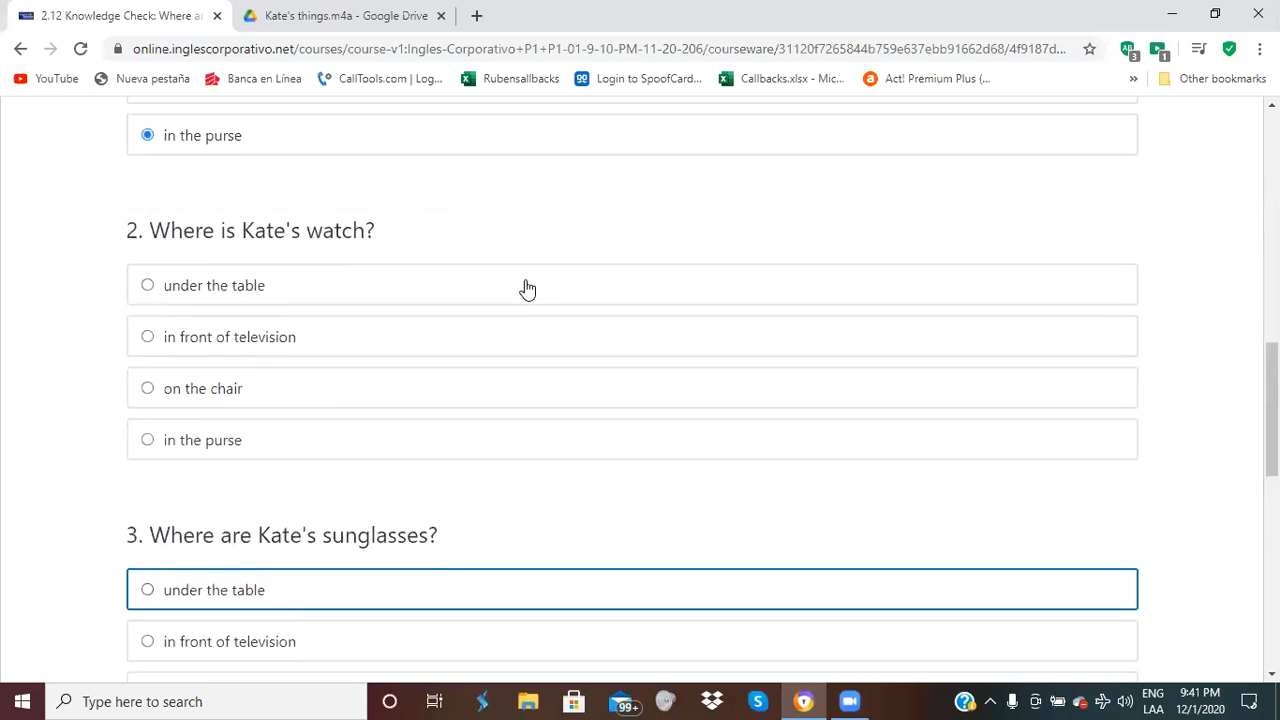 2.12 Knowledge Check: Where a
Kate's things.m4a - Google Drive
online.inglescorporativo.net/courses/course-v1:Ingles-Corporativo+P1+P1-01-9-10-PM-11-20-206/courseware/31120f7265844b759e637ebb91662d68/4f9187d...
3
1
YouTube
Nueva pestaña
Banca en Línea
CallTools.com | Log...
Rubensallbacks
Login to SpoofCard...
Callbacks.xlsx - Mic...
Act! Premium Plus (...
»
Other bookmarks
in the purse
2. Where is Kate's watch?
under the table
in front of television
on the chair
in the purse
3. Where are Kate's sunglasses?
under the table
in front of television
Type here to search
99+
ENG
LAA
9:41 PM
12/1/2020